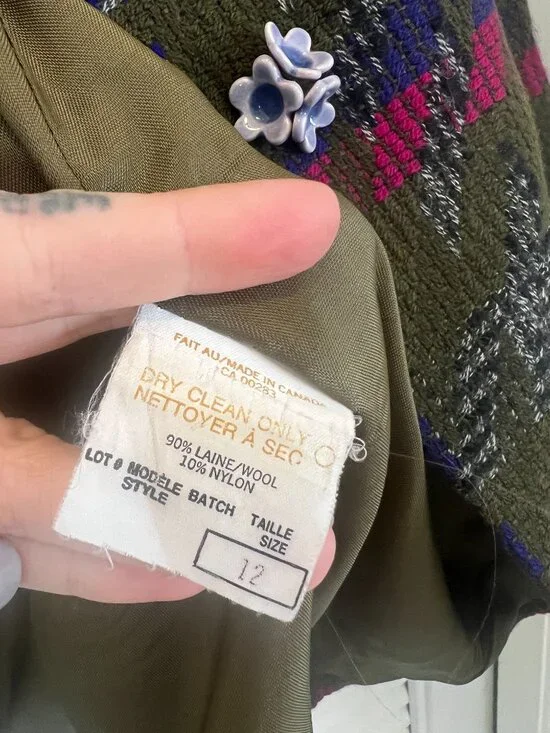 FAIT AU/MADE IN CANADA
CA 00283
DRY CLEAN ONLY
NETTOYER À SEC
90% LAINE/WOOL
10% NYLON
LOT # MODÈLE BATCH TAILLE
STYLE SIZE
12